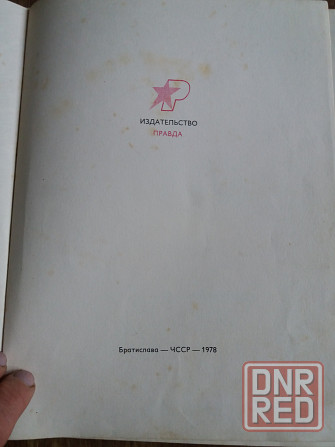 P
ИЗДАТЕЛЬСТВО
ПРАВДА
Братислава — ЧССР — 1978
DNR
RED